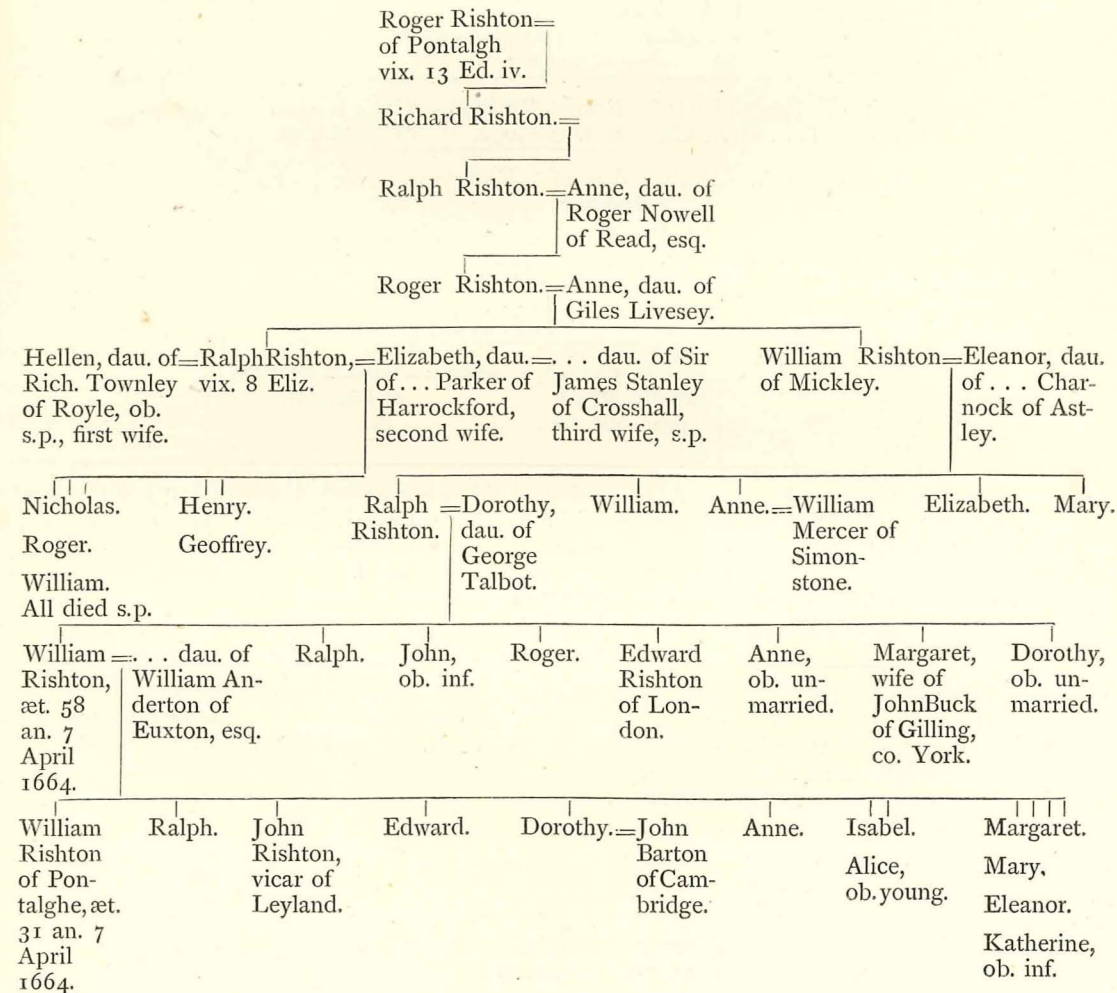 Roger Rishton=
of Pontalgh
vix. 13 Ed. iv.
Richard Rishton.=
Ralph Rishton.=Anne, dau. of
Roger Nowell
of Read, esq.
Roger Rishton.=Anne, dau. of
Giles Livesey.
Hellen, dau. of=
Rich. Townley
of Royle, ob.
s.p., first wife.
RalphRishton,=
vix. 8 Eliz.
Elizabeth, dau.=
of... Parker of
Harrockford,
second wife.
. . . dau. of Sir
James Stanley
of Crosshall,
third wife, s.p.
William Rishton=
of Mickley.
Eleanor, dau.
of . . . Char-
nock of Ast-
ley.
Nicholas.
Roger.
William.
All died s.p.
Henry.
Geoffrey.
Ralph =
Rishton.
Dorothy,
dau. of
George
Talbot.
William.
Anne.=
William
Mercer of
Simon-
stone.
Elizabeth.
Mary.
William =
Rishton,
æt. 58
an. 7
April
1664.
. . . dau. of
William An-
derton of
Euxton, esq.
Ralph.
John,
ob. inf.
Roger.
Edward
Rishton
of Lon-
don.
Anne,
ob. un-
married.
Margaret,
wife of
JohnBuck
of Gilling,
co. York.
Dorothy,
ob. un-
married.
William
Rishton
of Pon-
talghe, æt.
31 an. 7
April
1664.
Ralph.
John
Rishton,
vicar of
Leyland.
Edward.
Dorothy.=
John
Barton
ofCam-
bridge.
Anne.
Isabel.
Alice,
ob. young.
Margaret.
Mary,
Eleanor.
Katherine,
ob. inf.